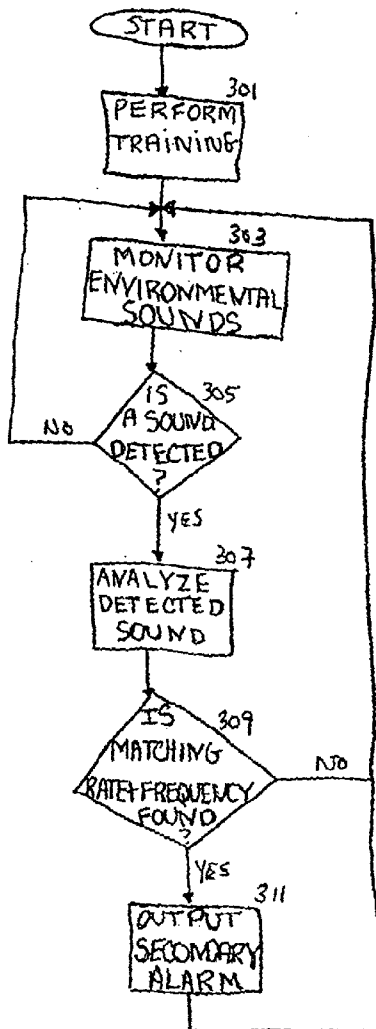 START
301
PERFORM
TRAINING
303
MONITOR
ENVIRONMENTAL
SOUNDS
305
IS
A SOUND
DETECTED
?
NO
YES
307
ANALYZE
DETECTED
SOUND
309
IS
MATCHING
RATE+FREQUENCY
FOUND
?
NO
YES
311
OUTPUT
SECONDARY
ALARM